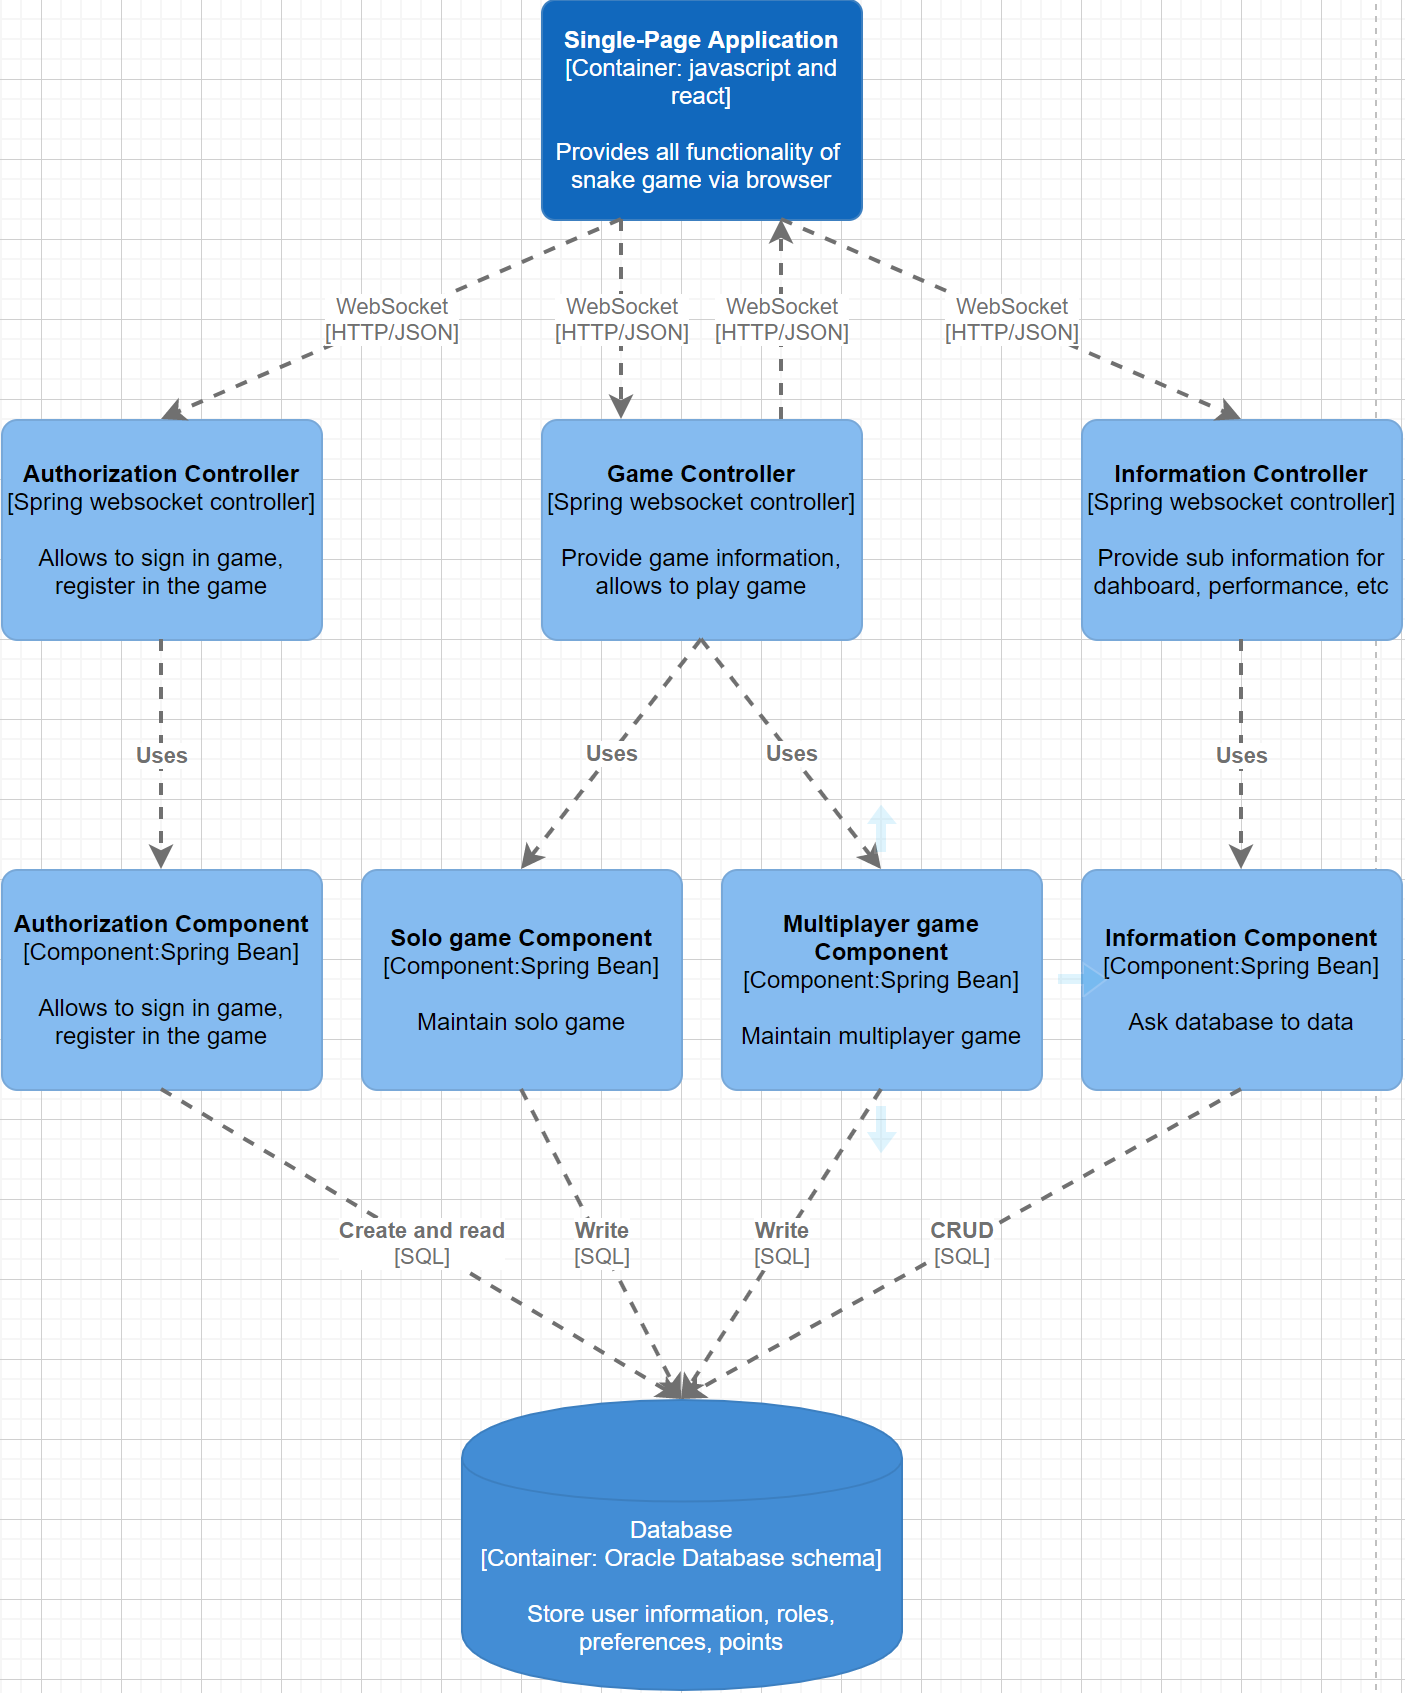 Single-Page Application
[Container: javascript and
react]
Provides all functionality of
snake game via browser
WebSocket
[HTTP/JSON]
WebSocket
[HTTP/JSON]
WebSocket
[HTTP/JSON]
WebSocket
[HTTP/JSON]
Authorization Controller
[Spring websocket controller]
Allows to sign in game,
register in the game
Game Controller
[Spring websocket controller]
Provide game information,
allows to play game
Information Controller
[Spring websocket controller]
Provide sub information for
dahboard, performance, etc
Uses
Uses
Uses
Uses
Authorization Component
[Component:Spring Bean]
Allows to sign in game,
register in the game
Solo game Component
[Component:Spring Bean]
Maintain solo game
Multiplayer game
Component
[Component:Spring Bean]
Maintain multiplayer game
Information Component
[Component:Spring Bean]
Ask database to data
Create and read
[SQL]
Write
[SQL]
Write
[SQL]
CRUD
[SQL]
Database
[Container: Oracle Database schema]
Store user information, roles,
preferences, points